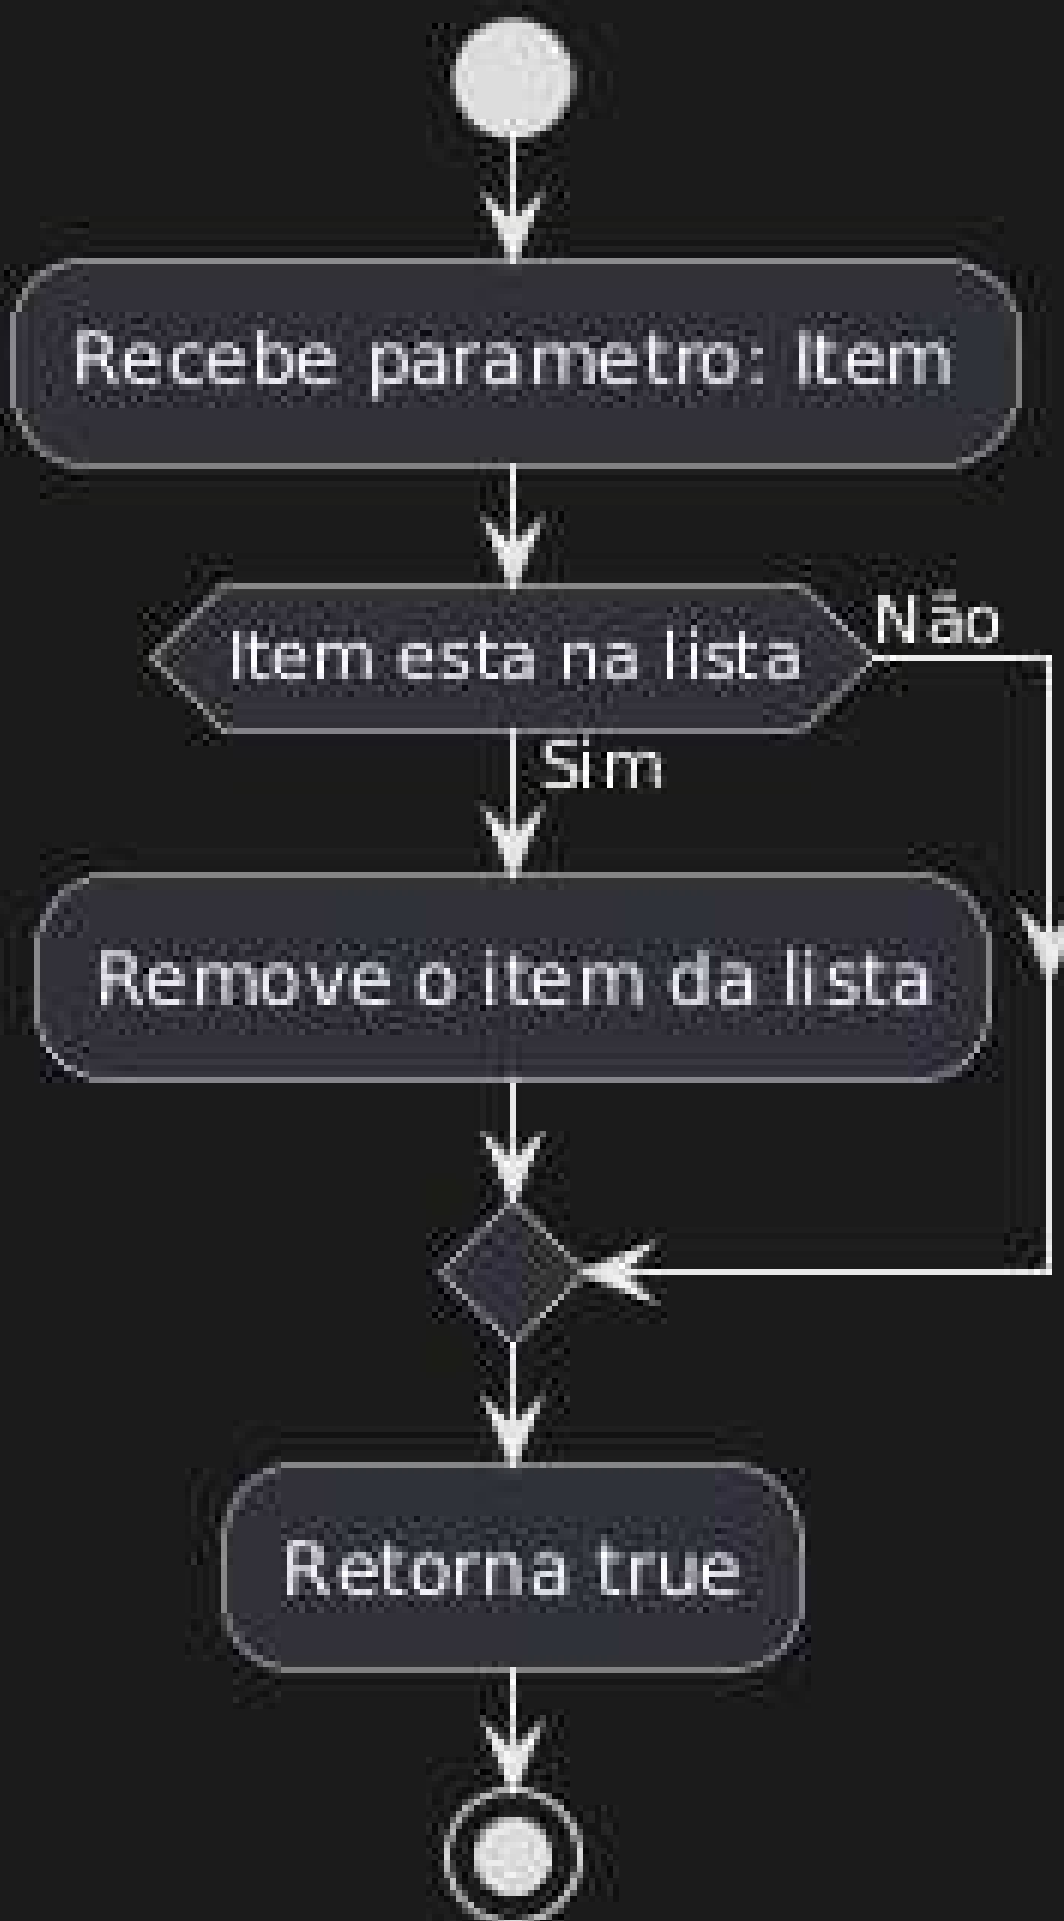 Recebe parametro: Item
Item esta na lista
Não
Sim
Remove o item da lista
Retorna true